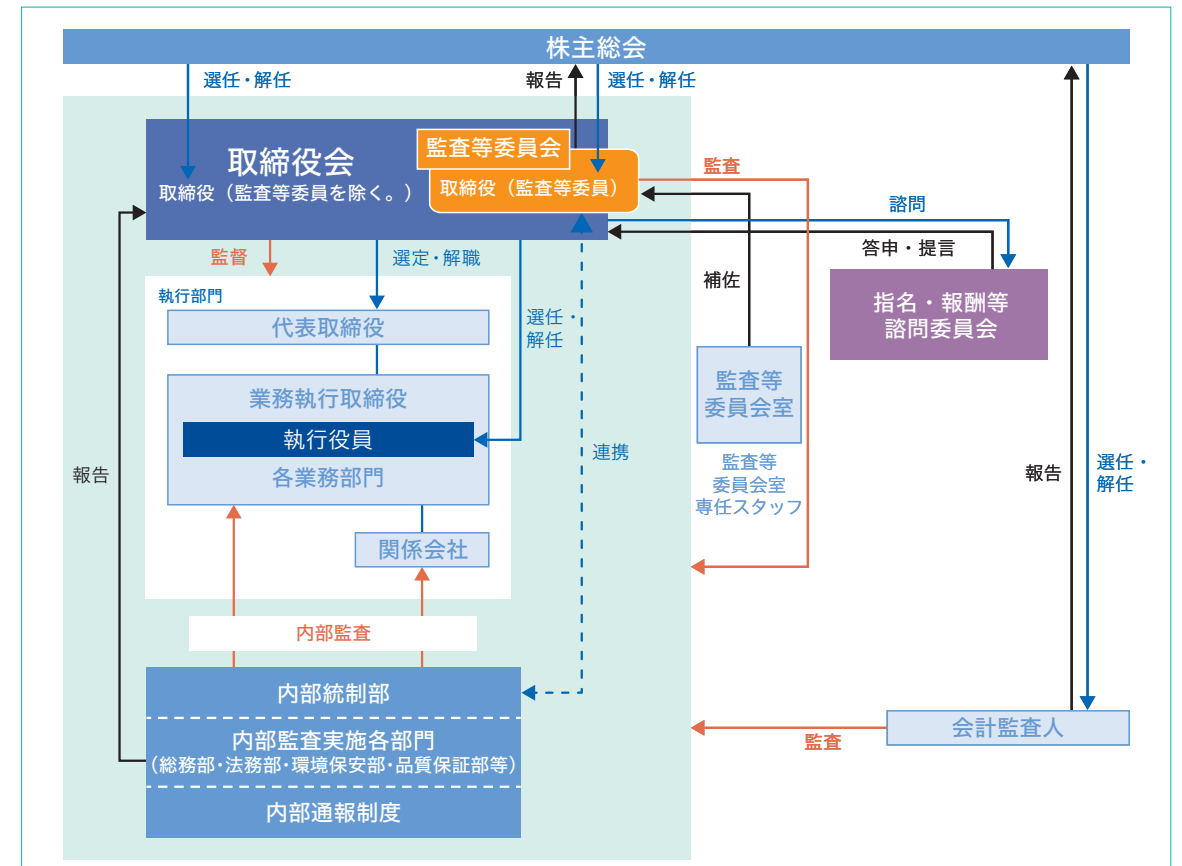 株主総会
選任・解任
報告
選任・解任
監査等委員会
取締役会
取締役（監査等委員を除く。）
取締役（監査等委員）
監査
諮問
答申・提言
監督
選定・解職
補佐
執行部門
代表取締役
選任・
解任
指名・報酬等
諮問委員会
業務執行取締役
執行役員
各業務部門
監査等
委員会室
連携
監査等
委員会室
専任スタッフ
報告
報告
選任・
解任
関係会社
内部監査
内部統制部
内部監査実施各部門
（総務部・法務部・環境保安部・品質保証部等）
内部通報制度
監査
会計監査人